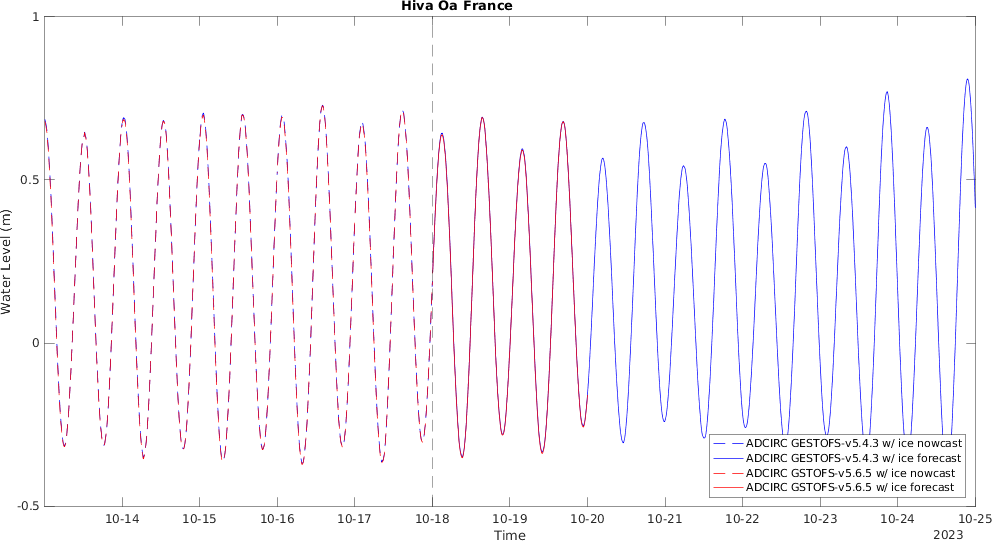 Hiva Oa France
1
0.5
0
-0.5
Water Level (m)
ADCIRC GESTOFS-v5.4.3 w/ ice nowcast
ADCIRC GESTOFS-v5.4.3 w/ ice forecast
ADCIRC GSTOFS-v5.6.5 w/ ice nowcast
ADCIRC GSTOFS-v5.6.5 w/ ice forecast
10-14 10-15 10-16 10-17 10-18 10-19 10-20 10-21 10-22 10-23 10-24 10-25
Time 2023